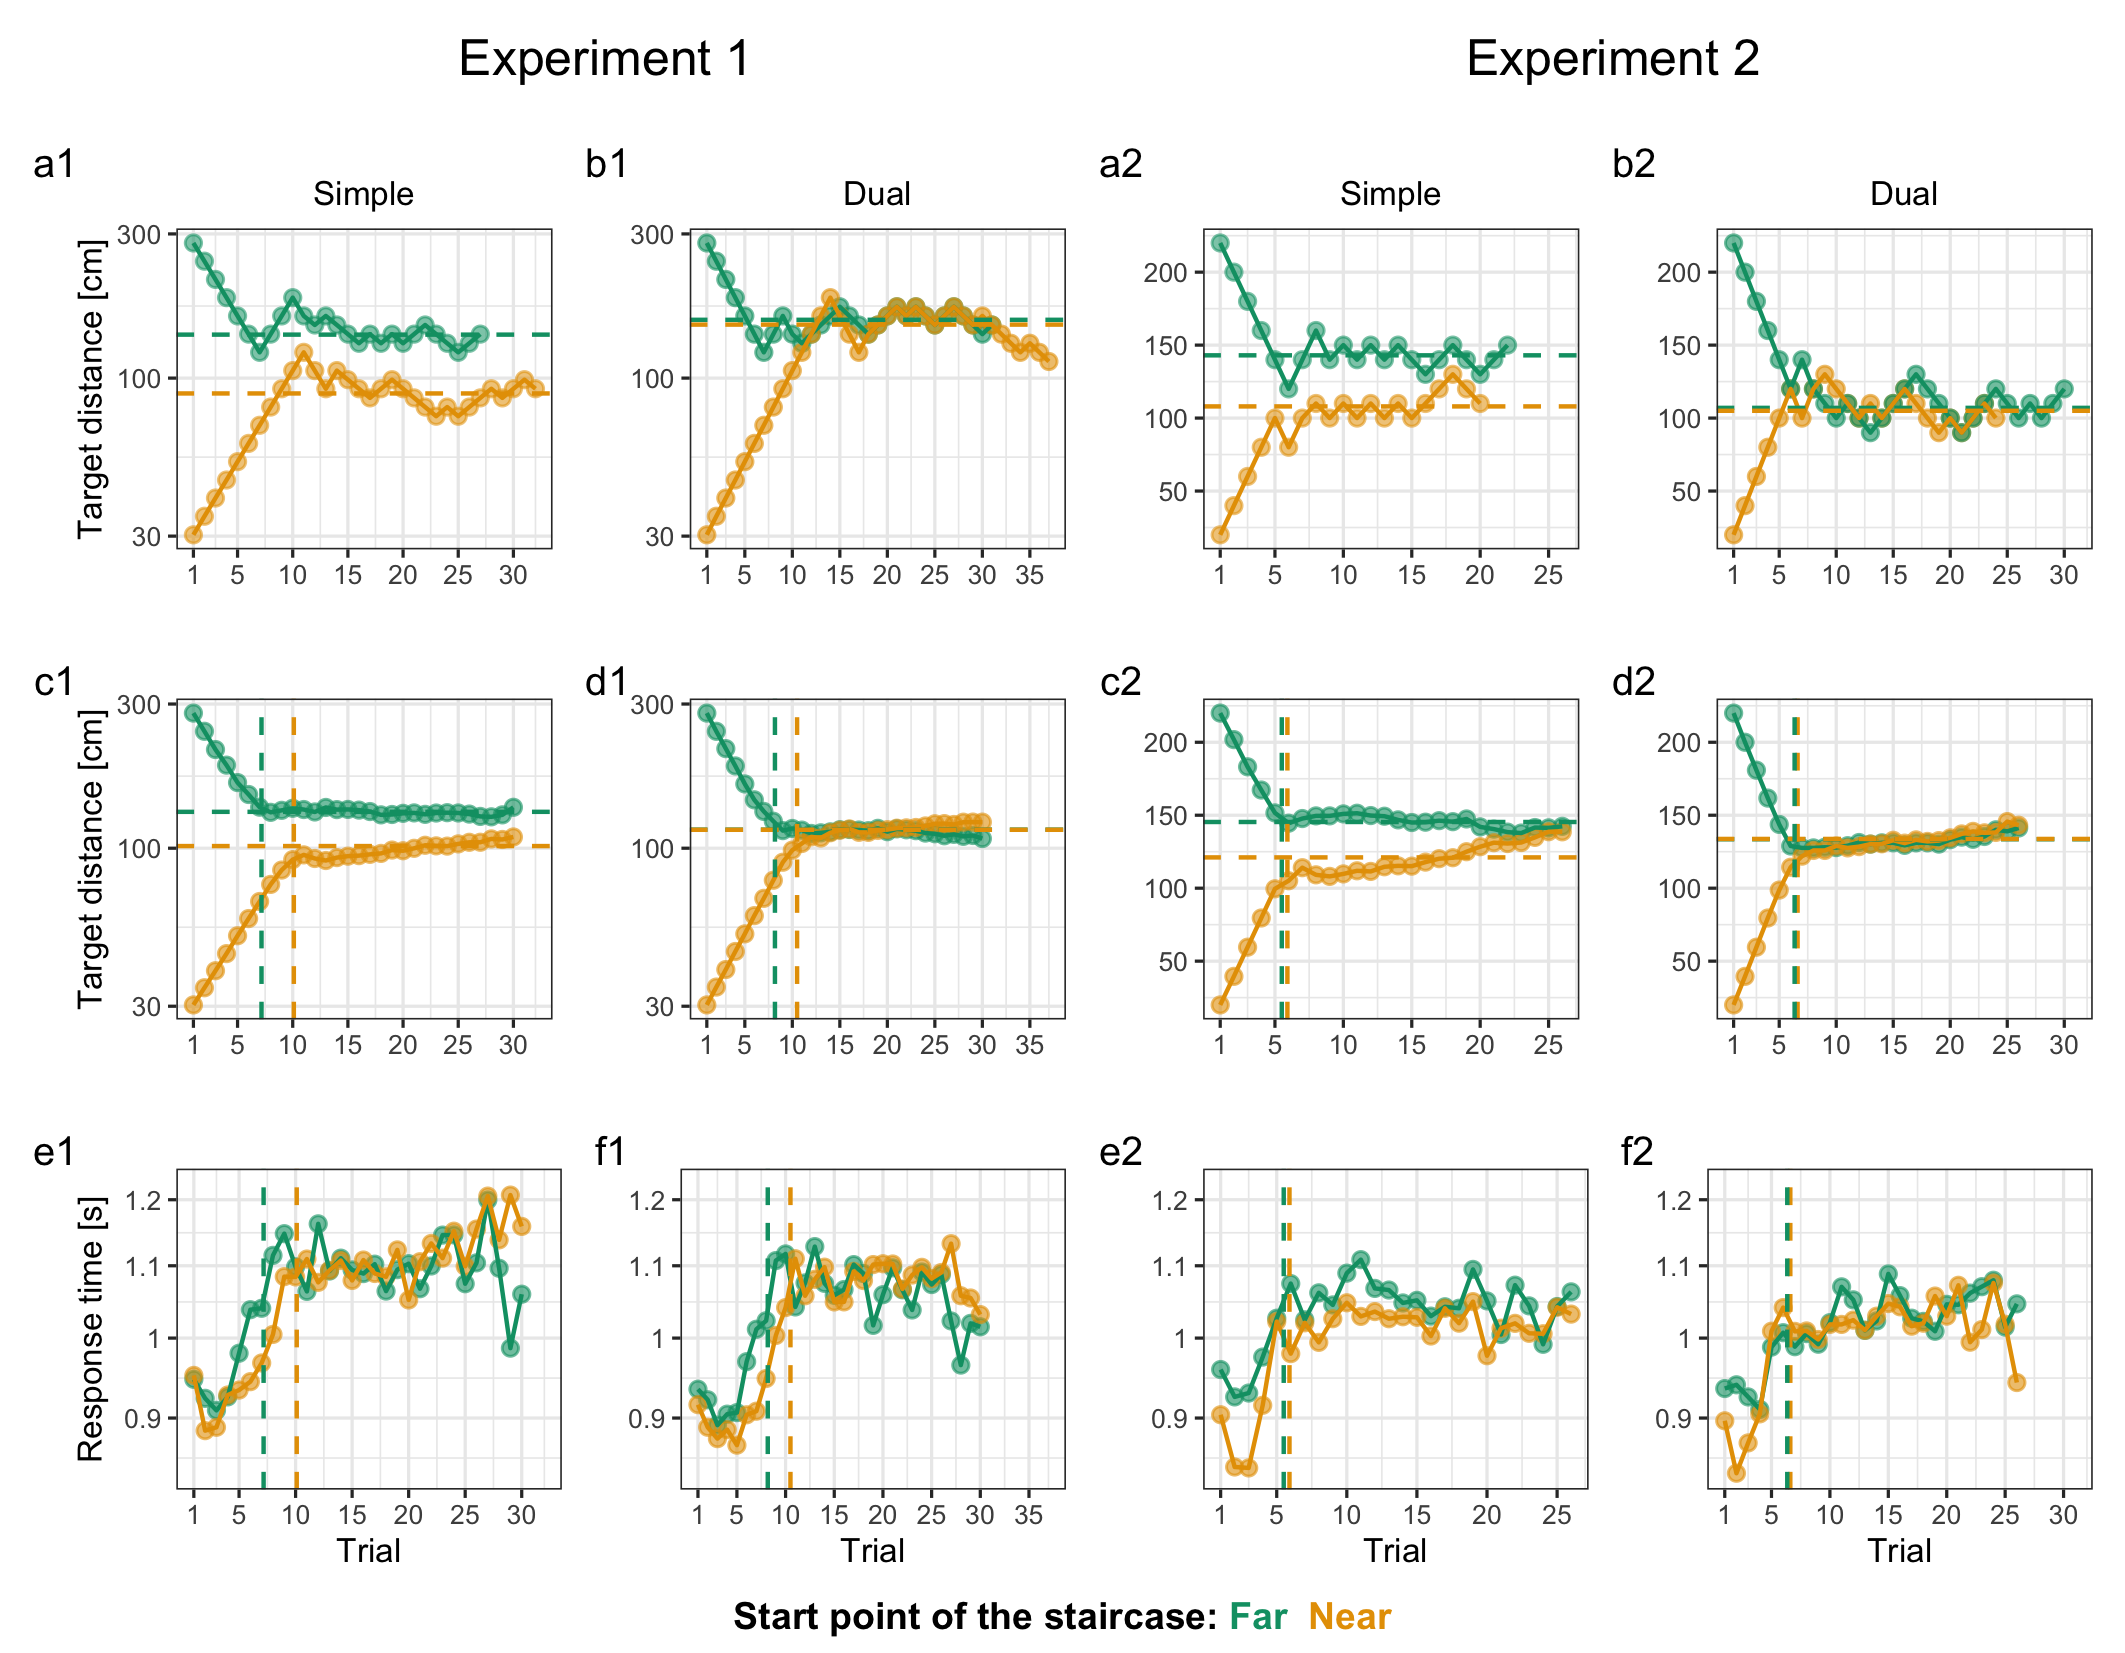 Experiment 1 Experiment 2
a1 b1 a2 b2
Simple Dual Simple Dual
Target distance [cm]
300
100
30
1 5 10 15 20 25 30
300
100
30
1 5 10 15 20 25 30 35
200
150
100
50
1 5 10 15 20 25
200
150
100
50
1 5 10 15 20 25 30
c1 d1 c2 d2
Target distance [cm]
300
100
30
1 5 10 15 20 25 30
300
100
30
1 5 10 15 20 25 30 35
200
150
100
50
1 5 10 15 20 25
200
150
100
50
1 5 10 15 20 25 30
e1 f1 e2 f2
Response time [s]
1.2
1.1
1
0.9
1 5 10 15 20 25 30
Trial
1.2
1.1
1
0.9
1 5 10 15 20 25 30 35
Trial
1.2
1.1
1
0.9
1 5 10 15 20 25
Trial
1.2
1.1
1
0.9
1 5 10 15 20 25 30
Trial
Start point of the staircase: Far Near